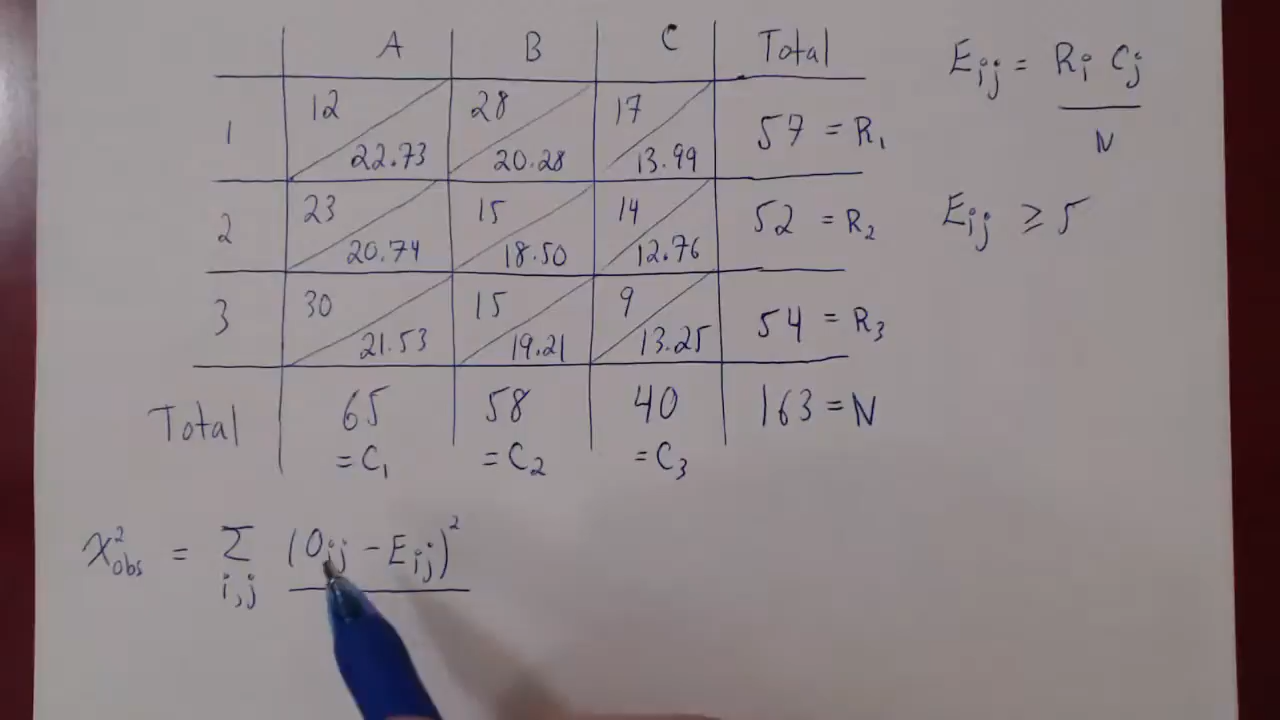 A B C Total
1 12 22.73 28 20.28 17 13.99 57 = R₁
2 23 20.74 15 18.50 14 12.76 52 = R₂
3 30 21.53 15 19.21 9 13.25 54 = R₃
Total 65 58 40 163 = N
= C₁ = C₂ = C₃
Eij = Ri Cj
N
Eij ≥ 5
χ²obs = Σ (Oij - Eij)²
i,j